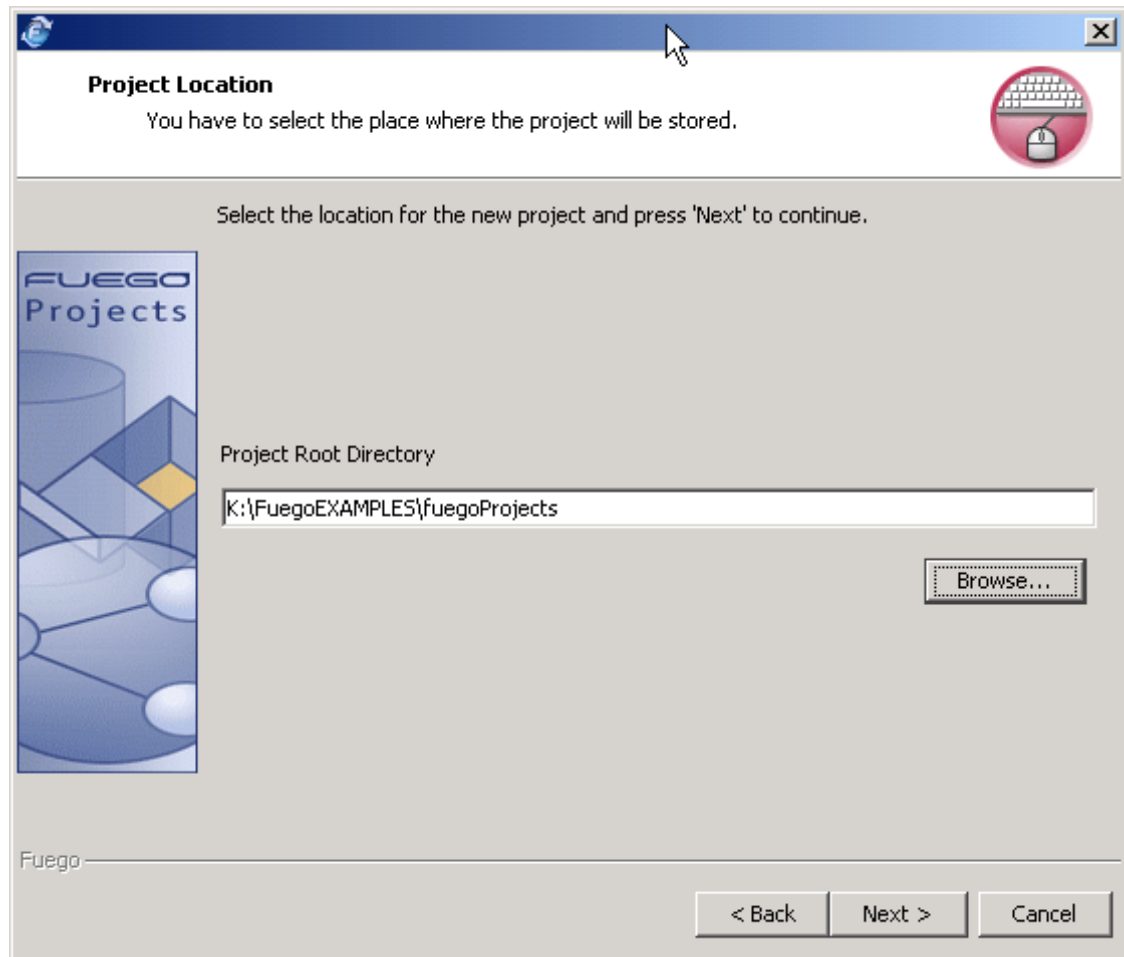 Project Location
You have to select the place where the project will be stored.
Select the location for the new project and press 'Next' to continue.
FUEGO
Projects
Project Root Directory
K:\FuegoEXAMPLES\fuegoProjects
Browse...
Fuego
< Back
Next >
Cancel